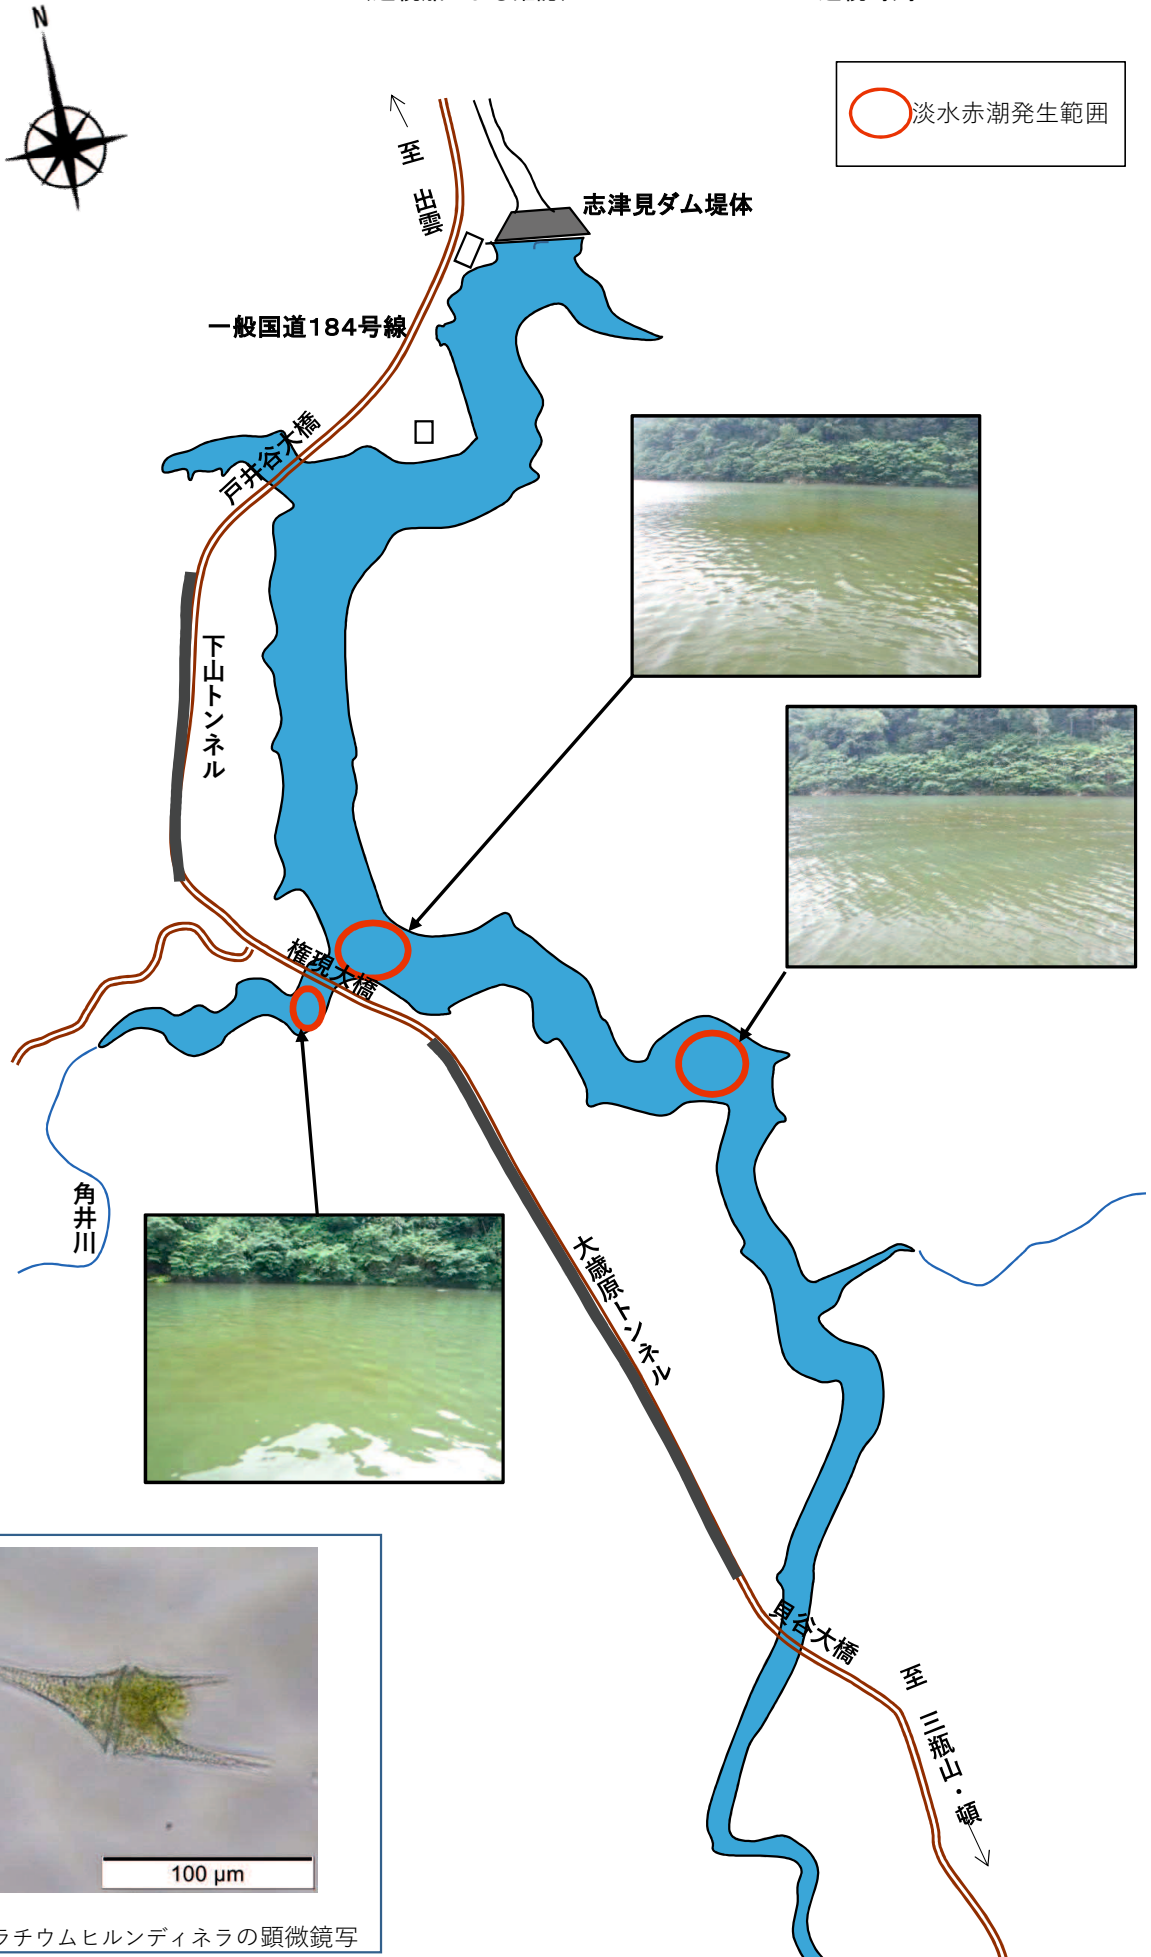 N
淡水赤潮発生範囲
至 出雲
志津見ダム堤体
一般国道184号線
戸井谷大橋
下山トンネル
権現大橋
角井川
大歳原トンネル
貝谷大橋
至 三瓶山・頓
100 µm
ラチウムヒルンディネラの顕微鏡写